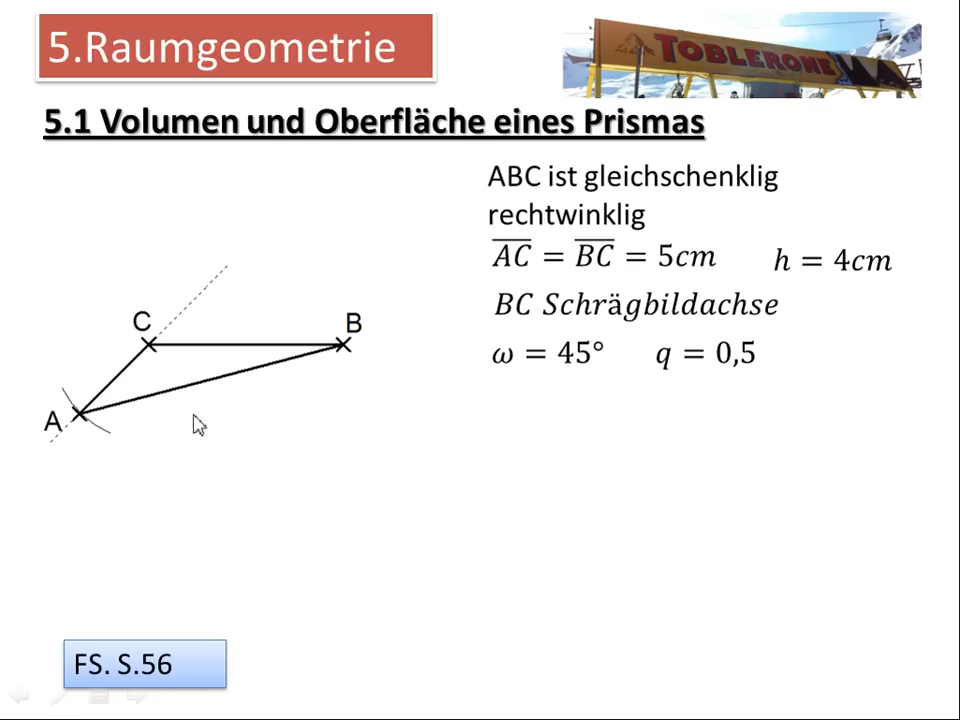 5.Raumgeometrie
TOBLERONE
5.1 Volumen und Oberfläche eines Prismas
ABC ist gleichschenklig
rechtwinklig
$\overline{AC} = \overline{BC} = 5cm$ $h = 4cm$
BC Schrägbildachse
ω = 45° q = 0,5
C
B
A
FS. S.56